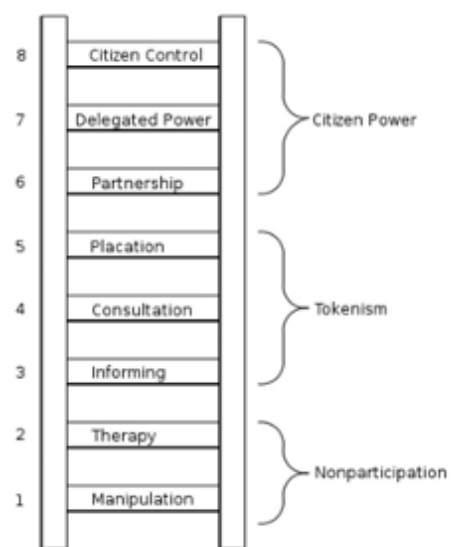 8 Citizen Control
7 Delegated Power
Citizen Power
6 Partnership
5 Placation
4 Consultation
Tokenism
3 Informing
2 Therapy
Nonparticipation
1 Manipulation